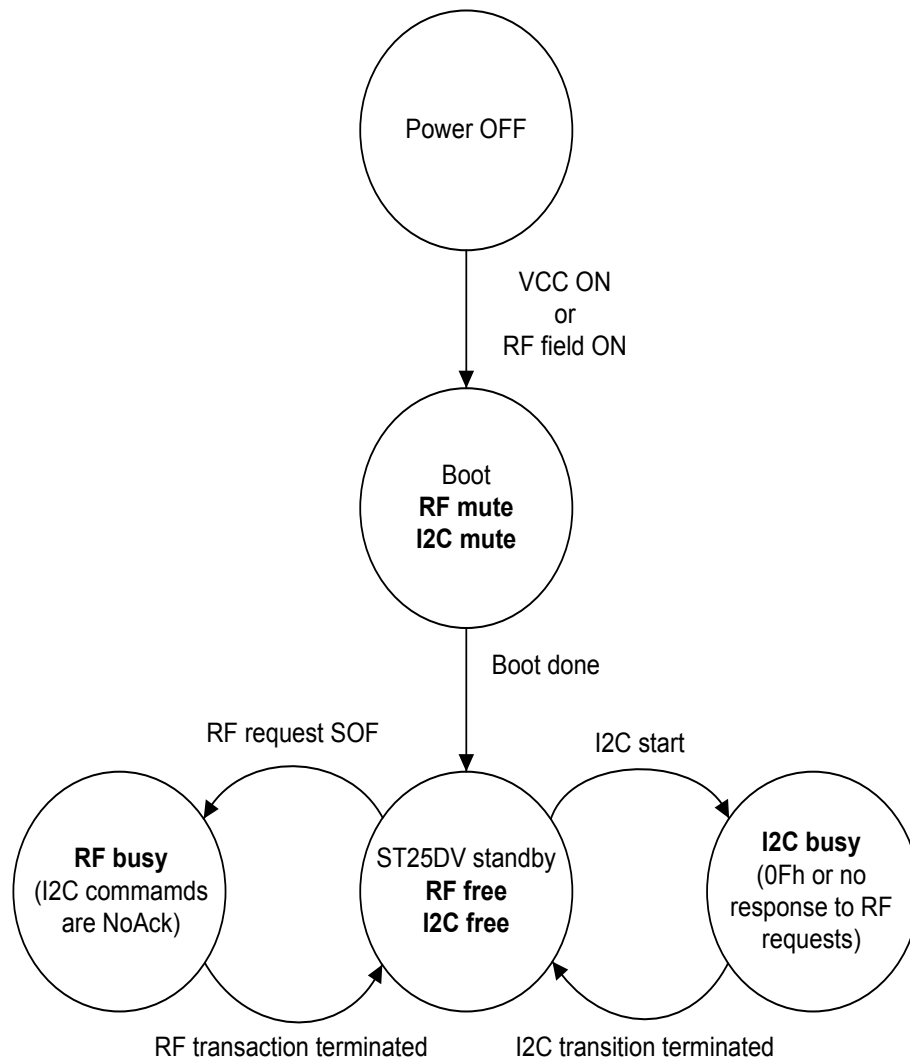 Power OFF
VCC ON
or
RF field ON
Boot
RF mute
I2C mute
Boot done
RF request SOF
I2C start
RF busy
(I2C commamds
are NoAck)
ST25DV standby
RF free
I2C free
I2C busy
(0Fh or no
response to RF
requests)
RF transaction terminated
I2C transition terminated